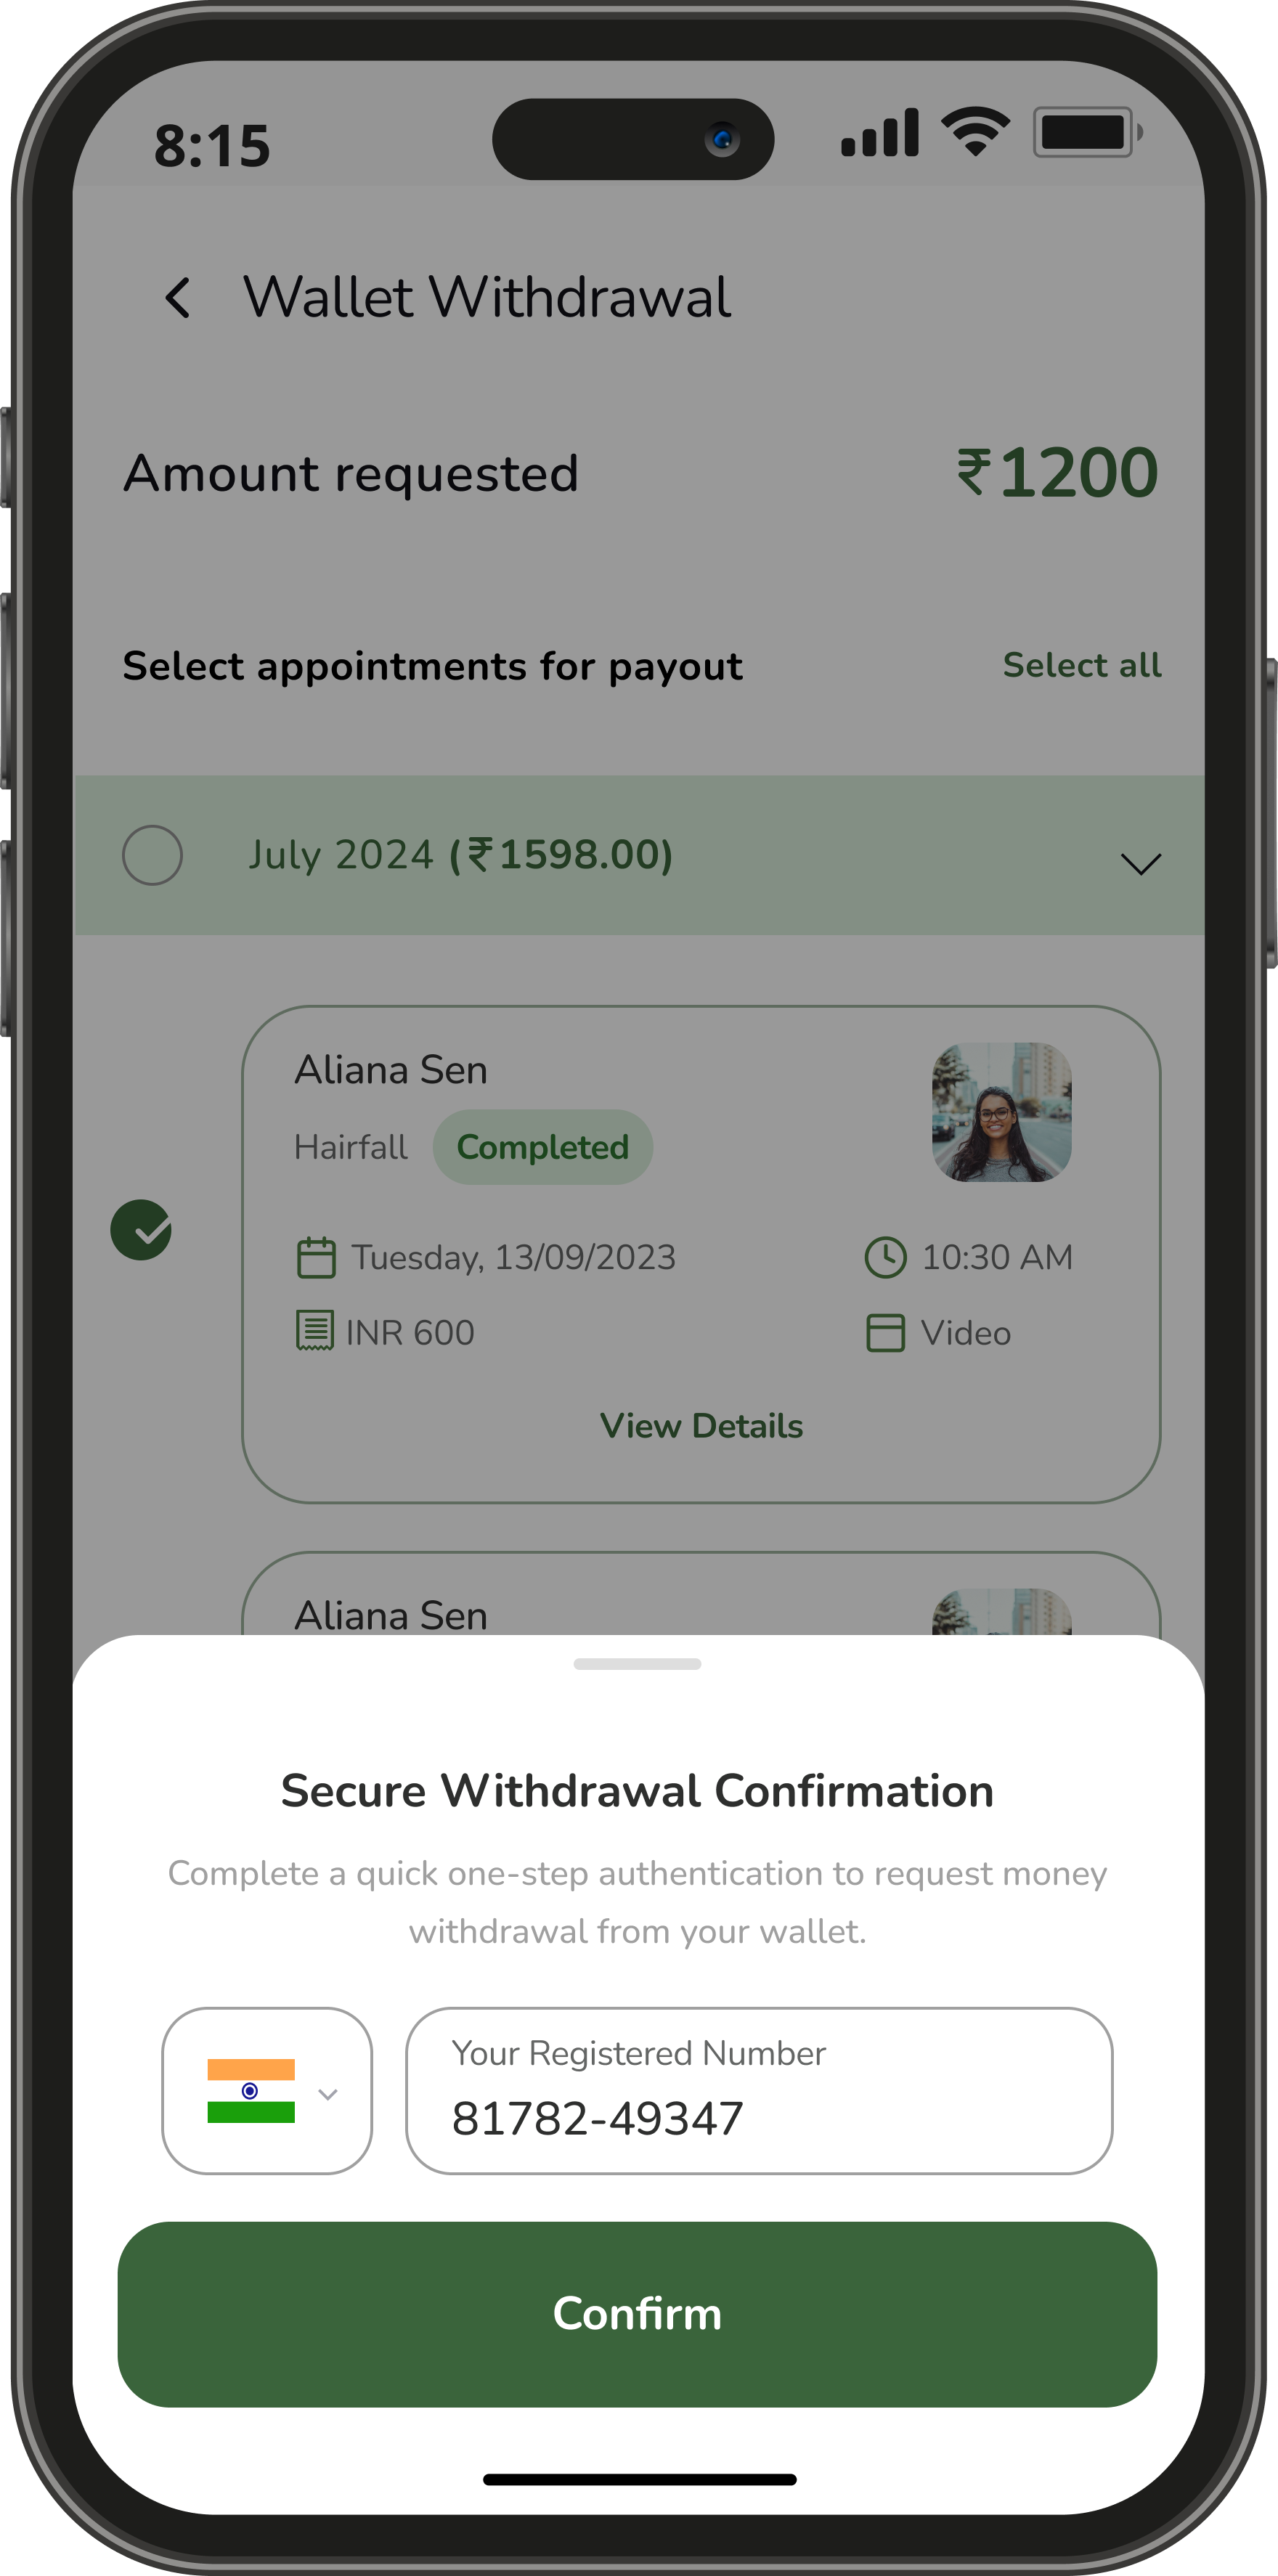 8:15
Wallet Withdrawal
Amount requested ₹1200
Select appointments for payout Select all
July 2024 (₹1598.00)
Aliana Sen
Hairfall Completed
Tuesday, 13/09/2023 10:30 AM
INR 600 Video
View Details
Aliana Sen
Secure Withdrawal Confirmation
Complete a quick one-step authentication to request money
withdrawal from your wallet.
Your Registered Number
81782-49347
Confirm